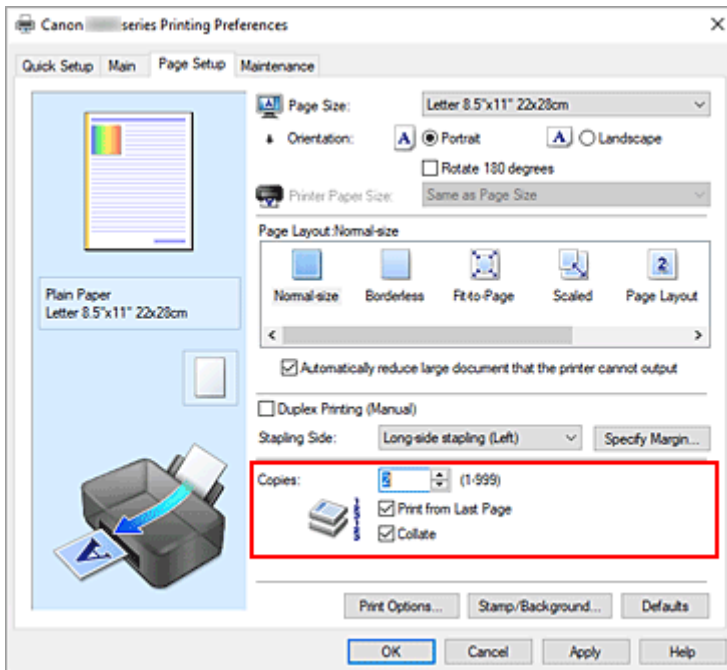 Canon series Printing Preferences
Quick Setup Main Page Setup Maintenance
Page Size: Letter 8.5"x11" 22x28cm
Orientation: A Portrait A Landscape
Rotate 180 degrees
Printer Paper Size: Same as Page Size
Page Layout:Normal-size
2
Normal-size Borderless Fit-to-Page Scaled Page Layout
Plain Paper
Letter 8.5"x11" 22x28cm
Automatically reduce large document that the printer cannot output
Duplex Printing (Manual)
Stapling Side: Long-side stapling (Left) Specify Margin...
Copies: 2 (1-999)
Print from Last Page
Collate
A
Print Options... Stamp/Background... Defaults
OK Cancel Apply Help